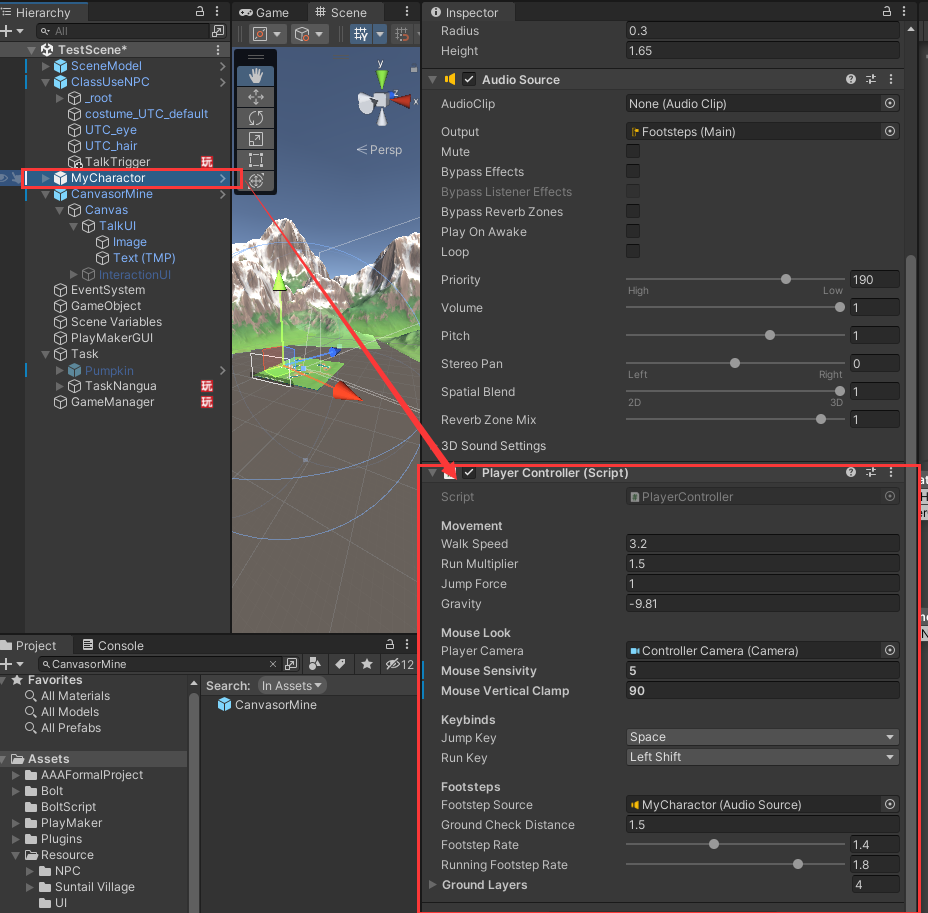 Hierarchy
All
TestScene*
SceneModel
ClassUseNPC
_root
costume_UTC_default
UTC_eye
UTC_hair
TalkTrigger
玩
MyCharactor
CanvasorMine
Canvas
TalkUI
Image
Text (TMP)
InteractionUI
EventSystem
GameObject
Scene Variables
PlayMakerGUI
Task
Pumpkin
TaskNangua
玩
GameManager
玩
Game
Scene
y
z
x
Persp
Inspector
Radius
0.3
Height
1.65
Audio Source
AudioClip
None (Audio Clip)
Output
Footsteps (Main)
Mute
Bypass Effects
Bypass Listener Effects
Bypass Reverb Zones
Play On Awake
Loop
Priority
190
High
Low
Volume
1
Pitch
1
Stereo Pan
0
Left
Right
Spatial Blend
1
2D
3D
Reverb Zone Mix
1
3D Sound Settings
Player Controller (Script)
Script
PlayerController
Movement
Walk Speed
3.2
Run Multiplier
1.5
Jump Force
1
Gravity
-9.81
Mouse Look
Player Camera
Controller Camera (Camera)
Mouse Sensivity
5
Mouse Vertical Clamp
90
Keybinds
Jump Key
Space
Run Key
Left Shift
Footsteps
Footstep Source
MyCharactor (Audio Source)
Ground Check Distance
1.5
Footstep Rate
1.4
Running Footstep Rate
1.8
Ground Layers
4
Project
Console
CanvasorMine
12
Favorites
All Materials
All Models
All Prefabs
Assets
AAAFormalProject
Bolt
BoltScript
PlayMaker
Plugins
Resource
NPC
Suntail Village
UI
Search:
In Assets
CanvasorMine